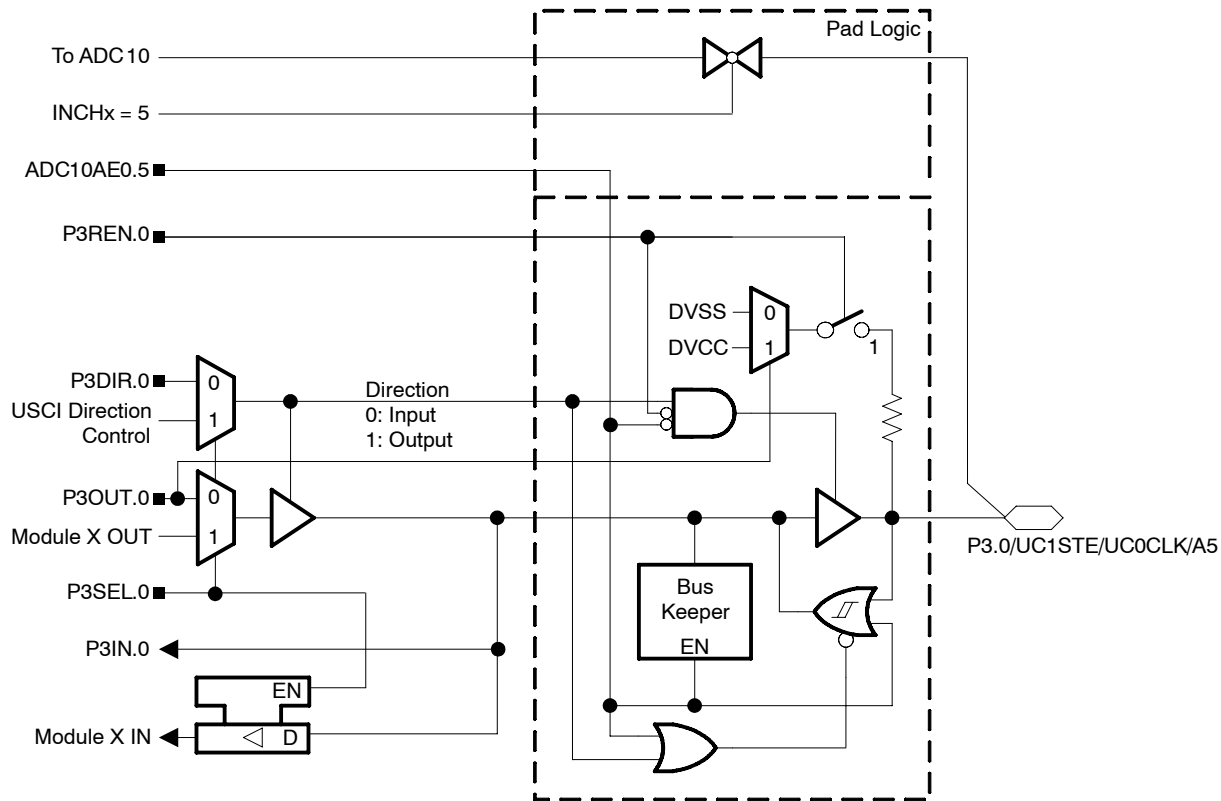 Pad Logic
To ADC10
INCHx = 5
ADC10AE0.5
P3REN.0
DVSS
0
DVCC
1
1
P3DIR.0
0
USCI Direction
Control
1
Direction
0: Input
1: Output
P3OUT.0
0
Module X OUT
1
P3.0/UC1STE/UC0CLK/A5
P3SEL.0
Bus
Keeper
EN
P3IN.0
EN
Module X IN
D